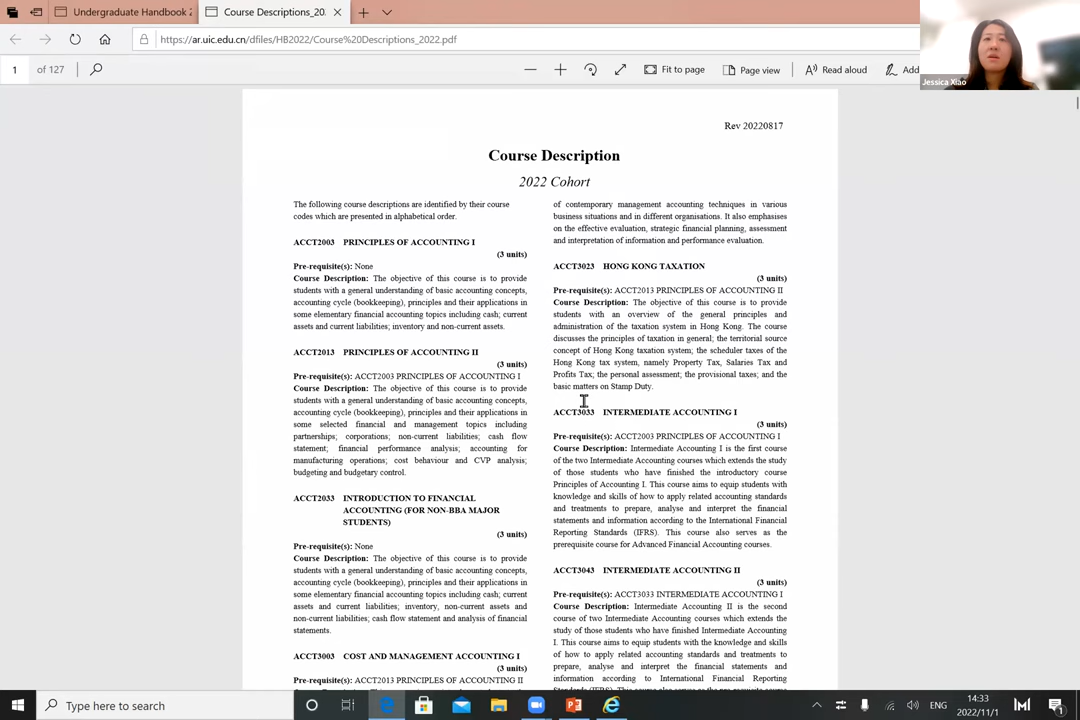 Undergraduate Handbook 2
Course Descriptions_20
https://ar.uic.edu.cn/dfiles/HB2022/Course%20Descriptions_2022.pdf
1 of 127
Fit to page
Page view
Read aloud
Add
Jessica Xiao
Rev 20220817
Course Description
2022 Cohort
The following course descriptions are identified by their course
codes which are presented in alphabetical order.
ACCT2003 PRINCIPLES OF ACCOUNTING I
(3 units)
Pre-requisite(s): None
Course Description: The objective of this course is to provide
students with a general understanding of basic accounting concepts,
accounting cycle (bookkeeping), principles and their applications in
some elementary financial accounting topics including cash; current
assets and current liabilities; inventory and non-current assets.
ACCT2013 PRINCIPLES OF ACCOUNTING II
(3 units)
Pre-requisite(s): ACCT2003 PRINCIPLES OF ACCOUNTING I
Course Description: The objective of this course is to provide
students with a general understanding of basic accounting concepts,
accounting cycle (bookkeeping), principles and their applications in
some selected financial and management topics including
partnerships; corporations; non-current liabilities; cash flow
statement; financial performance analysis; accounting for
manufacturing operations; cost behaviour and CVP analysis;
budgeting and budgetary control.
ACCT2033 INTRODUCTION TO FINANCIAL
ACCOUNTING (FOR NON-BBA MAJOR
STUDENTS)
(3 units)
Pre-requisite(s): None
Course Description: The objective of this course is to provide
students with a general understanding of basic accounting concepts,
accounting cycle (bookkeeping), principles and their applications in
some elementary financial accounting topics including cash; current
assets and current liabilities; inventory, non-current assets and
non-current liabilities; cash flow statement and analysis of financial
statements.
ACCT3003 COST AND MANAGEMENT ACCOUNTING I
(3 units)
Pre-requisite(s): ACCT2013 PRINCIPLES OF ACCOUNTING II
of contemporary management accounting techniques in various
business situations and in different organisations. It also emphasises
on the effective evaluation, strategic financial planning, assessment
and interpretation of information and performance evaluation.
ACCT3023 HONG KONG TAXATION
(3 units)
Pre-requisite(s): ACCT2013 PRINCIPLES OF ACCOUNTING II
Course Description: The objective of this course is to provide
students with an overview of the general principles and
administration of the taxation system in Hong Kong. The course
discusses the principles of taxation in general; the territorial source
concept of Hong Kong taxation system; the scheduler taxes of the
Hong Kong tax system, namely Property Tax, Salaries Tax and
Profits Tax; the personal assessment; the provisional taxes; and the
basic matters on Stamp Duty.
ACCT3033 INTERMEDIATE ACCOUNTING I
(3 units)
Pre-requisite(s): ACCT2003 PRINCIPLES OF ACCOUNTING I
Course Description: Intermediate Accounting I is the first course
of the two Intermediate Accounting courses which extends the study
of those students who have finished the introductory course
Principles of Accounting I. This course aims to equip students with
knowledge and skills of how to apply related accounting standards
and treatments to prepare, analyse and interpret the financial
statements and information according to the International Financial
Reporting Standards (IFRS). This course also serves as the
prerequisite course for Advanced Financial Accounting courses.
ACCT3043 INTERMEDIATE ACCOUNTING II
(3 units)
Pre-requisite(s): ACCT3033 INTERMEDIATE ACCOUNTING I
Course Description: Intermediate Accounting II is the second
course of two Intermediate Accounting courses which extends the
study of those students who have finished Intermediate Accounting
I. This course aims to equip students with the knowledge and skills
of how to apply related accounting standards and treatments to
prepare, analyse and interpret the financial statements and
information according to International Financial Reporting
Type here to search
ENG
14:33
2022/11/1